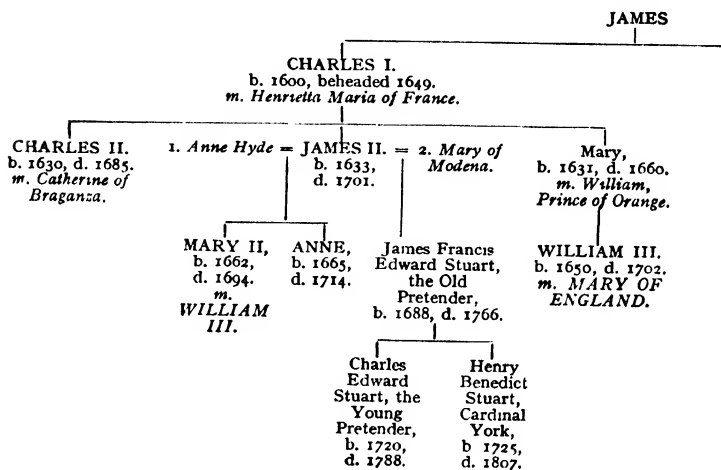 JAMES
CHARLES I.
b. 1600, beheaded 1649.
m. Henrietta Maria of France.
CHARLES II.
b. 1630, d. 1685.
m. Catherine of
Braganza.
1. Anne Hyde = JAMES II. = 2. Mary of
b. 1633,
d. 1701.
Modena.
Mary,
b. 1631, d. 1660.
m. William,
Prince of Orange.
MARY II,
b. 1662,
d. 1694.
m.
WILLIAM
III.
ANNE,
b. 1665,
d. 1714.
James Francis
Edward Stuart,
the Old
Pretender,
b. 1688, d. 1766.
WILLIAM III.
b. 1650, d. 1702.
m. MARY OF
ENGLAND.
Charles
Edward
Stuart, the
Young
Pretender,
b. 1720,
d. 1788.
Henry
Benedict
Stuart,
Cardinal
York,
b 1725,
d. 1807.